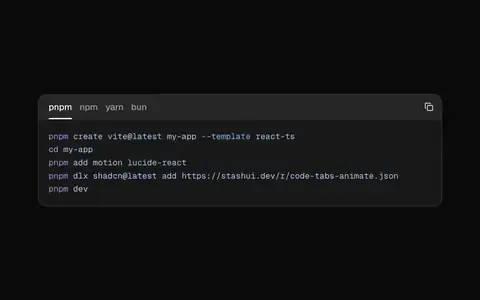 pnpm npm yarn bun
pnpm create vite@latest my-app --template react-ts
cd my-app
pnpm add motion lucide-react
pnpm dlx shadcn@latest add https://stashui.dev/r/code-tabs-animate.json
pnpm dev